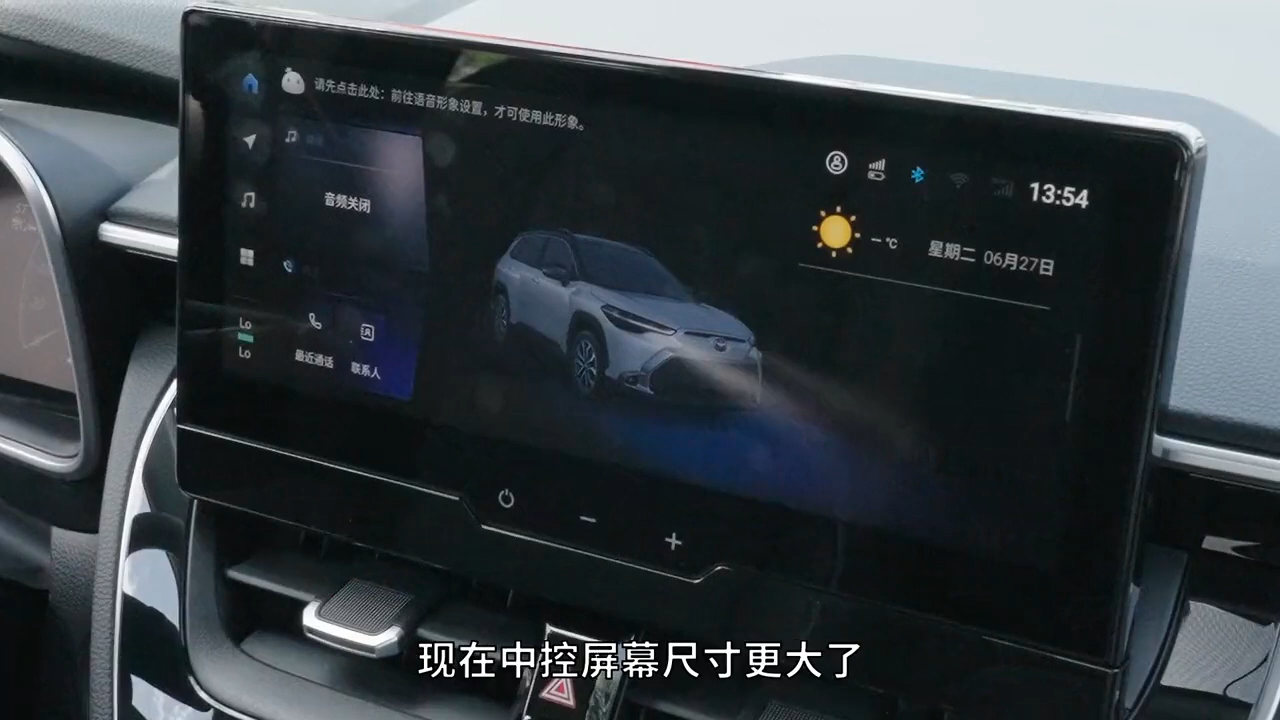 请先点击此处：前往语音形象设置，才可使用此形象。
13:54
音频关闭
-- ℃
星期二 06月27日
Lo
Lo
最近通话
联系人
现在中控屏幕尺寸更大了